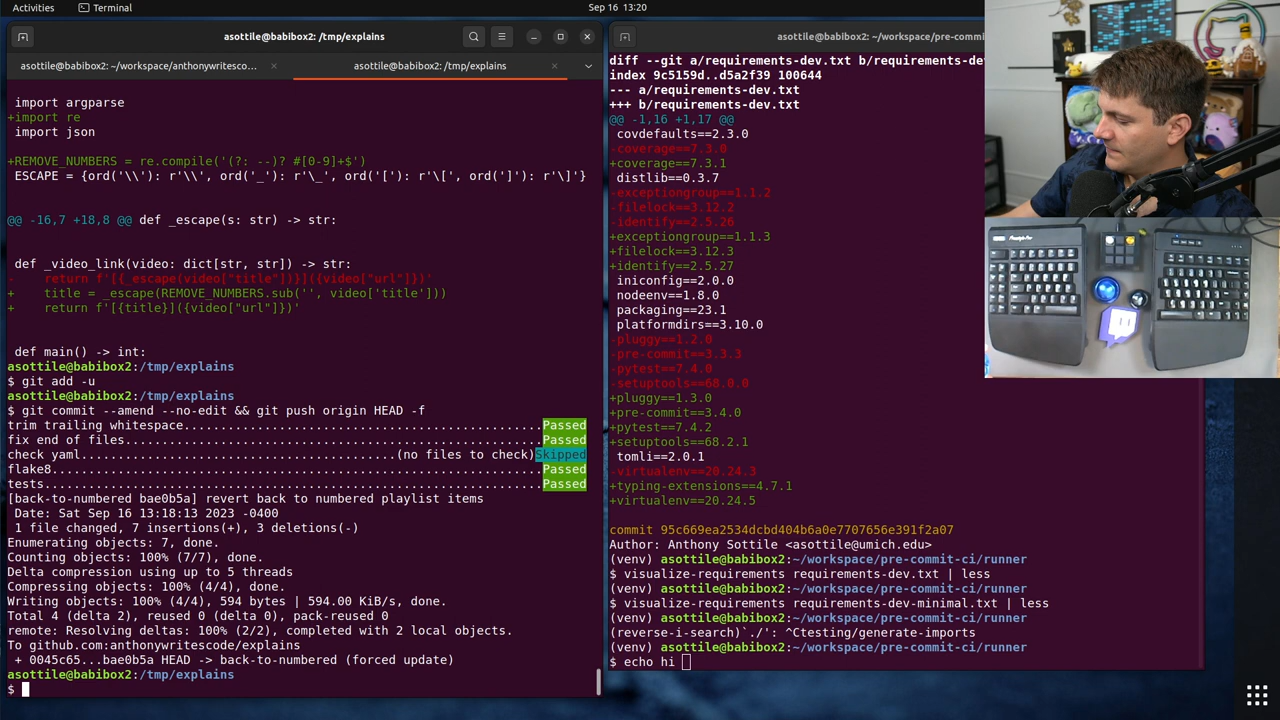 Activities
Terminal
Sep 16 13:20
asottile@babibox2: /tmp/explains
asottile@babibox2: ~/workspace/anthonywritesco…
asottile@babibox2: /tmp/explains
 import argparse
+import re
 import json
+REMOVE_NUMBERS = re.compile('(?: --)? #[0-9]+$')
 ESCAPE = {ord('\\'): r'\\', ord('_'): r'\_', ord('['): r'\[', ord(']'): r'\]'}
@@ -16,7 +18,8 @@ def _escape(s: str) -> str:
 def _video_link(video: dict[str, str]) -> str:
-    return f'[{_escape(video["title"])}]({video["url"]})'
+    title = _escape(REMOVE_NUMBERS.sub('', video['title']))
+    return f'[{title}]({video["url"]})'
 def main() -> int:
asottile@babibox2:/tmp/explains
$ git add -u
asottile@babibox2:/tmp/explains
$ git commit --amend --no-edit && git push origin HEAD -f
trim trailing whitespace.................................................Passed
fix end of files.........................................................Passed
check yaml...........................................(no files to check)Skipped
flake8...................................................................Passed
tests....................................................................Passed
[back-to-numbered bae0b5a] revert back to numbered playlist items
 Date: Sat Sep 16 13:18:13 2023 -0400
 1 file changed, 7 insertions(+), 3 deletions(-)
Enumerating objects: 7, done.
Counting objects: 100% (7/7), done.
Delta compression using up to 5 threads
Compressing objects: 100% (4/4), done.
Writing objects: 100% (4/4), 594 bytes | 594.00 KiB/s, done.
Total 4 (delta 2), reused 0 (delta 0), pack-reused 0
remote: Resolving deltas: 100% (2/2), completed with 2 local objects.
To github.com:anthonywritescode/explains
 + 0045c65...bae0b5a HEAD -> back-to-numbered (forced update)
asottile@babibox2:/tmp/explains
$
asottile@babibox2: ~/workspace/pre-commi
diff --git a/requirements-dev.txt b/requirements-de
index 9c5159d..d5a2f39 100644
--- a/requirements-dev.txt
+++ b/requirements-dev.txt
@@ -1,16 +1,17 @@
 covdefaults==2.3.0
-coverage==7.3.0
+coverage==7.3.1
 distlib==0.3.7
-exceptiongroup==1.1.2
-filelock==3.12.2
-identify==2.5.26
+exceptiongroup==1.1.3
+filelock==3.12.3
+identify==2.5.27
 iniconfig==2.0.0
 nodeenv==1.8.0
 packaging==23.1
 platformdirs==3.10.0
-pluggy==1.2.0
-pre-commit==3.3.3
-pytest==7.4.0
-setuptools==68.0.0
+pluggy==1.3.0
+pre-commit==3.4.0
+pytest==7.4.2
+setuptools==68.2.1
 tomli==2.0.1
-virtualenv==20.24.3
+typing-extensions==4.7.1
+virtualenv==20.24.5
commit 95c669ea2534dcbd404b6a0e7707656e391f2a07
Author: Anthony Sottile <asottile@umich.edu>
(venv) asottile@babibox2:~/workspace/pre-commit-ci/runner
$ visualize-requirements requirements-dev.txt | less
(venv) asottile@babibox2:~/workspace/pre-commit-ci/runner
$ visualize-requirements requirements-dev-minimal.txt | less
(venv) asottile@babibox2:~/workspace/pre-commit-ci/runner
(reverse-i-search)`./': ^Ctesting/generate-imports
(venv) asottile@babibox2:~/workspace/pre-commit-ci/runner
$ echo hi